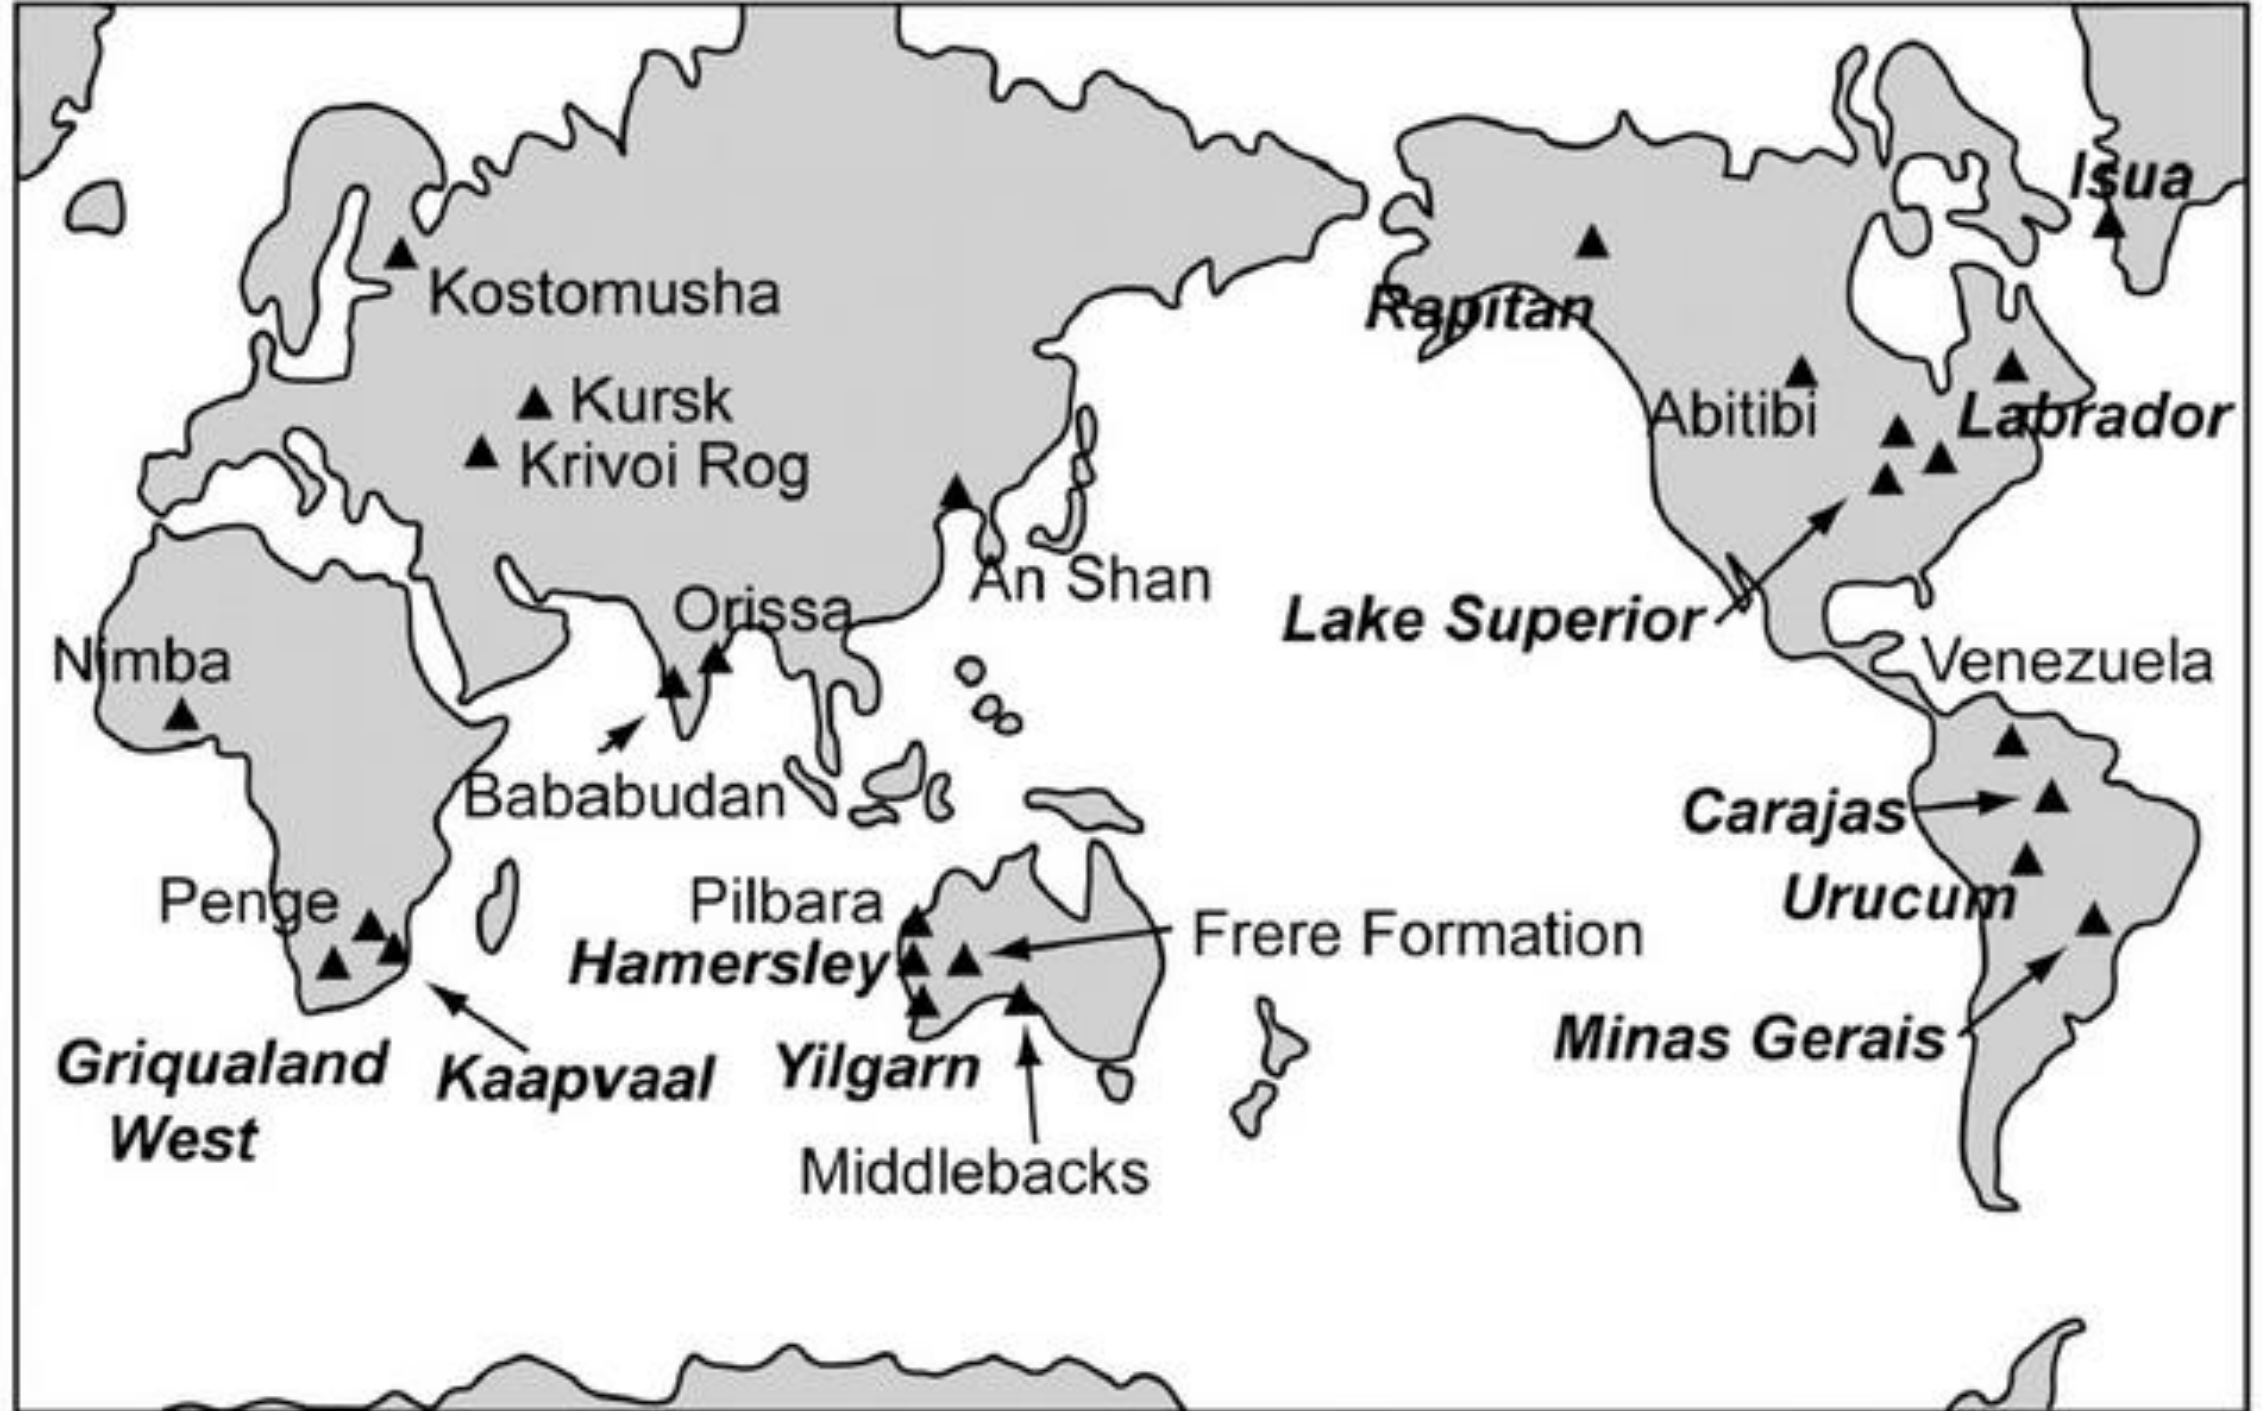 Isua
Kostomusha
Rapitan
Kursk
Abitibi
Labrador
Krivoi Rog
An Shan
Orissa
Lake Superior
Nimba
Venezuela
Bababudan
Carajas
Penge
Pilbara
Urucum
Frere Formation
Hamersley
Minas Gerais
Griqualand
West
Kaapvaal
Yilgarn
Middlebacks